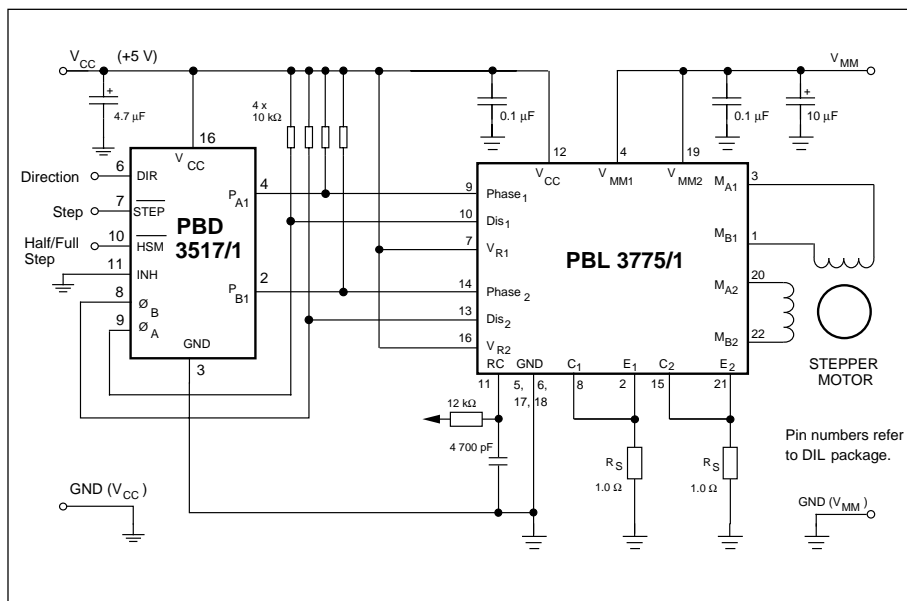 V CC (+5 V)
V MM
+
4.7 µF
16
4 x
10 kΩ
0.1 µF
12
4
19
0.1 µF
+
10 µF
V CC
Direction
6
DIR
Step
7
STEP
Half/Full
Step
10
HSM
11
INH
8
Ø B
9
Ø A
GND
3
PBD
3517/1
P A1
4
P B1
2
9
Phase 1
10
Dis 1
7
V R1
14
Phase 2
13
Dis 2
16
V R2
V CC
V MM1
V MM2
PBL 3775/1
M A1
3
M B1
1
M A2
20
M B2
22
RC
11
GND
5, 6,
17, 18
C 1
8
E 1
2
C 2
15
E 2
21
STEPPER
MOTOR
12 kΩ
4 700 pF
R S
1.0 Ω
R S
1.0 Ω
Pin numbers refer
to DIL package.
GND (V CC )
GND (V MM )